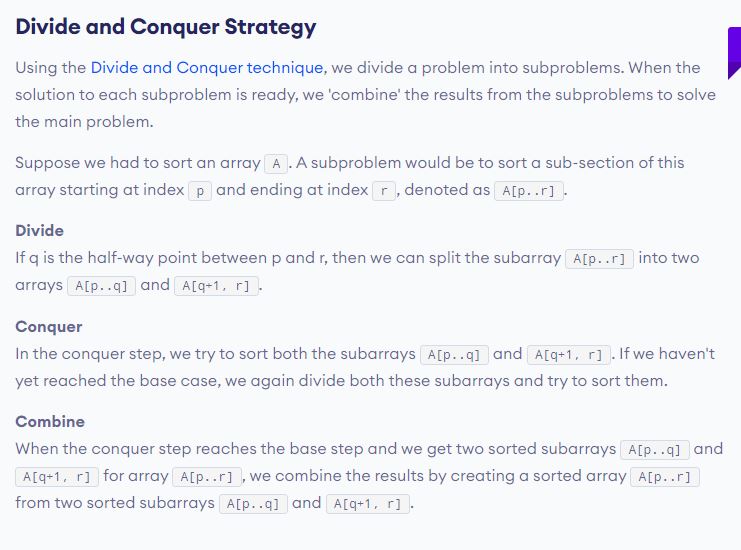 Divide and Conquer Strategy
Using the Divide and Conquer technique, we divide a problem into subproblems. When the
solution to each subproblem is ready, we 'combine' the results from the subproblems to solve
the main problem.
Suppose we had to sort an array A. A subproblem would be to sort a sub-section of this
array starting at index p and ending at index r, denoted as A[p..r].
Divide
If q is the half-way point between p and r, then we can split the subarray A[p..r] into two
arrays A[p..q] and A[q+1, r].
Conquer
In the conquer step, we try to sort both the subarrays A[p..q] and A[q+1, r]. If we haven't
yet reached the base case, we again divide both these subarrays and try to sort them.
Combine
When the conquer step reaches the base step and we get two sorted subarrays A[p..q] and
A[q+1, r] for array A[p..r], we combine the results by creating a sorted array A[p..r]
from two sorted subarrays A[p..q] and A[q+1, r].